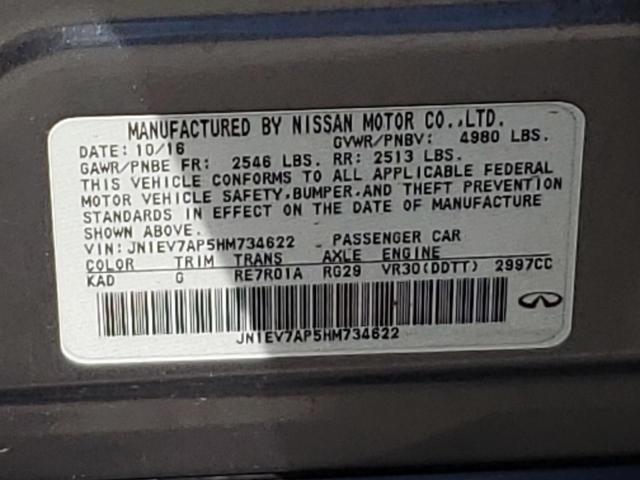 MANUFACTURED BY NISSAN MOTOR CO.,LTD.
DATE: 10/16 GVWR/PNBV: 4980 LBS.
GAWR/PNBE FR: 2546 LBS. RR: 2513 LBS.
THIS VEHICLE CONFORMS TO ALL APPLICABLE FEDERAL
MOTOR VEHICLE SAFETY,BUMPER,AND THEFT PREVENTION
STANDARDS IN EFFECT ON THE DATE OF MANUFACTURE
SHOWN ABOVE.
VIN: JN1EV7AP5HM734622 PASSENGER CAR
COLOR TRIM TRANS AXLE ENGINE
KAD G RE7R01A RG29 VR30(DDTT) 2997CC
JN1EV7AP5HM734622